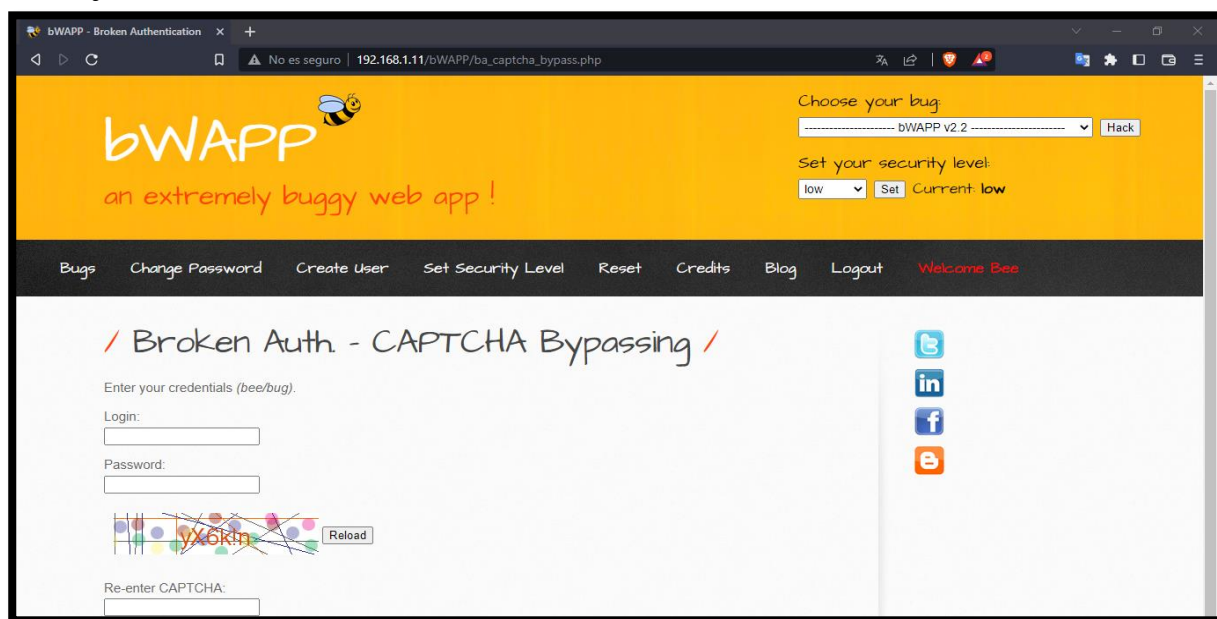 bWAPP - Broken Authentication
No es seguro | 192.168.1.11/bWAPP/ba_captcha_bypass.php
bWAPP
an extremely buggy web app !
Choose your bug:
---------------------- bWAPP v2.2 ----------------------- Hack
Set your security level:
low Set Current: low
Bugs Change Password Create User Set Security Level Reset Credits Blog Logout Welcome Bee
/ Broken Auth. - CAPTCHA Bypassing /
Enter your credentials (bee/bug).
Login:
Password:
yX6k!n Reload
Re-enter CAPTCHA:
in
f